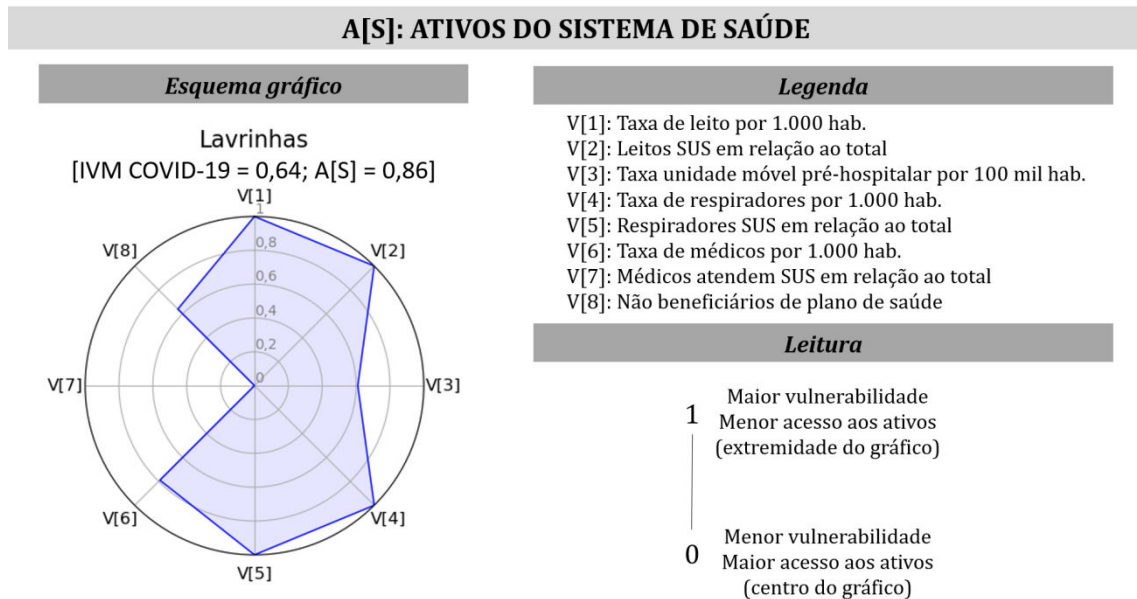 A[S]: ATIVOS DO SISTEMA DE SAÚDE
Esquema gráfico
Lavrinhas
[IVM COVID-19 = 0,64; A[S] = 0,86]
V[1]
1
V[8]
0,8
V[2]
0,6
0,4
0,2
V[7]
0
V[3]
V[6]
V[4]
V[5]
Legenda
V[1]: Taxa de leito por 1.000 hab.
V[2]: Leitos SUS em relação ao total
V[3]: Taxa unidade móvel pré-hospitalar por 100 mil hab.
V[4]: Taxa de respiradores por 1.000 hab.
V[5]: Respiradores SUS em relação ao total
V[6]: Taxa de médicos por 1.000 hab.
V[7]: Médicos atendem SUS em relação ao total
V[8]: Não beneficiários de plano de saúde
Leitura
1
Maior vulnerabilidade
Menor acesso aos ativos
(extremidade do gráfico)
0
Menor vulnerabilidade
Maior acesso aos ativos
(centro do gráfico)